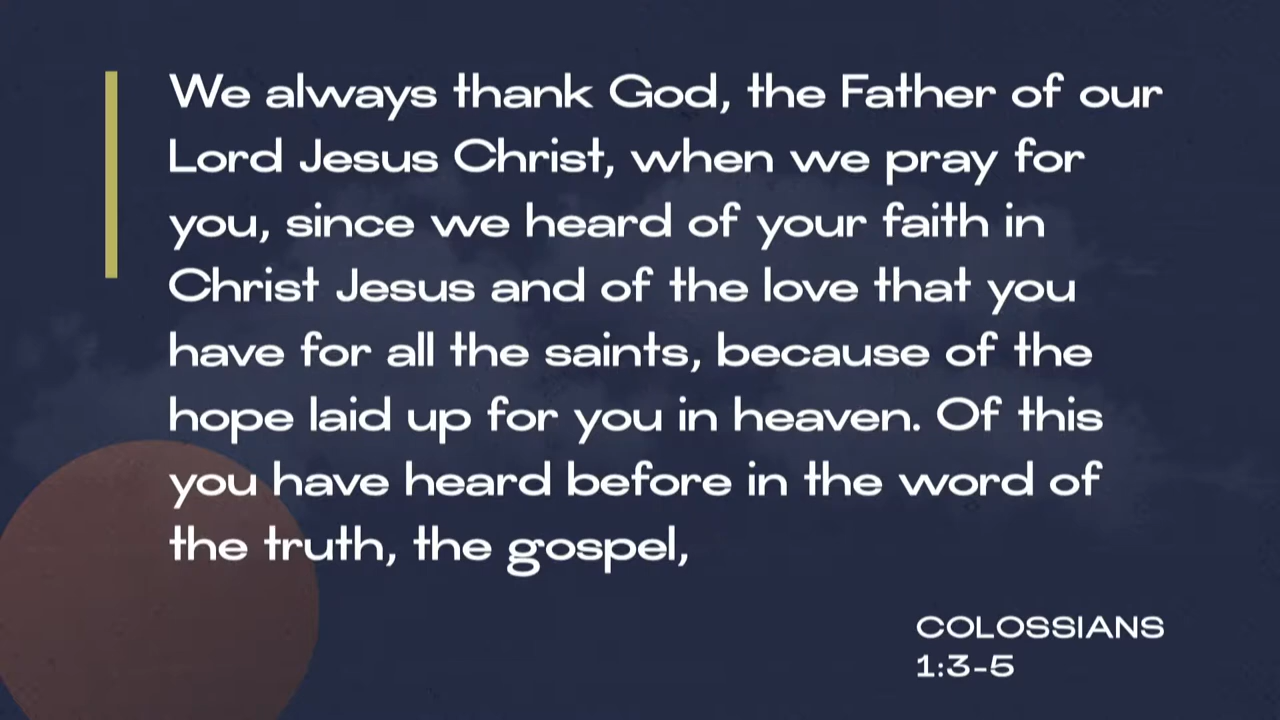 We always thank God, the Father of our
Lord Jesus Christ, when we pray for
you, since we heard of your faith in
Christ Jesus and of the love that you
have for all the saints, because of the
hope laid up for you in heaven. Of this
you have heard before in the word of
the truth, the gospel,
COLOSSIANS
1:3-5